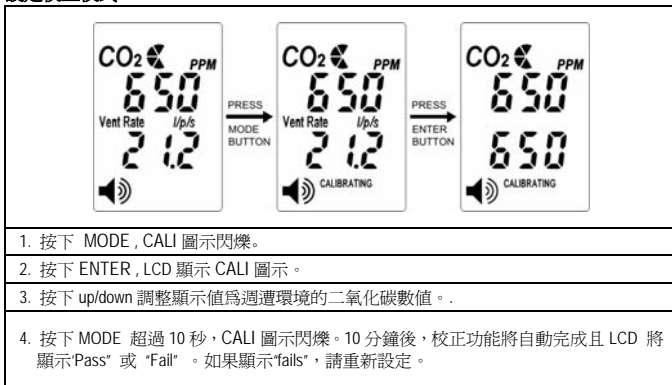 CO2 PPM
650
Vent Rate l/p/s
21.2
PRESS
MODE
BUTTON
CO2 PPM
650
Vent Rate l/p/s
21.2
CALIBRATING
PRESS
ENTER
BUTTON
CO2 PPM
650
650
CALIBRATING
1. 按下 MODE , CALI 圖示閃爍。
2. 按下 ENTER , LCD 顯示 CALI 圖示。
3. 按下 up/down 調整顯示值爲週遭環境的二氧化碳數值。.
4. 按下 MODE 超過 10 秒，CALI 圖示閃爍。10 分鐘後，校正功能將自動完成且 LCD 將
顯示'Pass" 或 "Fail" 。如果顯示"fails"，請重新設定。